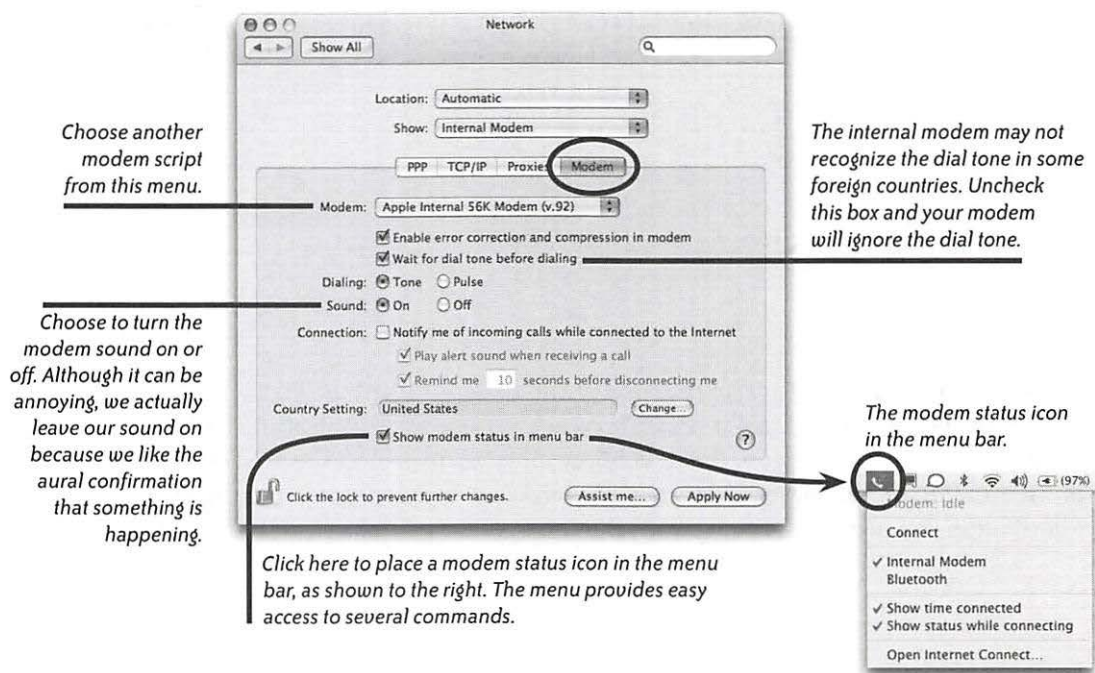 Network
Show All
Location: Automatic
Show: Internal Modem
PPP TCP/IP Proxies Modem
Modem: Apple Internal 56K Modem (v.92)
Enable error correction and compression in modem
Wait for dial tone before dialing
Dialing: Tone Pulse
Sound: On Off
Connection: Notify me of incoming calls while connected to the Internet
Play alert sound when receiving a call
Remind me 10 seconds before disconnecting me
Country Setting: United States Change...
Show modem status in menu bar ?
Click the lock to prevent further changes. Assist me... Apply Now
Choose another
modem script
from this menu.
Choose to turn the
modem sound on or
off. Although it can be
annoying, we actually
leave our sound on
because we like the
aural confirmation
that something is
happening.
The internal modem may not
recognize the dial tone in some
foreign countries. Uncheck
this box and your modem
will ignore the dial tone.
Click here to place a modem status icon in the menu
bar, as shown to the right. The menu provides easy
access to several commands.
The modem status icon
in the menu bar.
(97%)
Modem: Idle
Connect
Internal Modem
Bluetooth
Show time connected
Show status while connecting
Open Internet Connect...